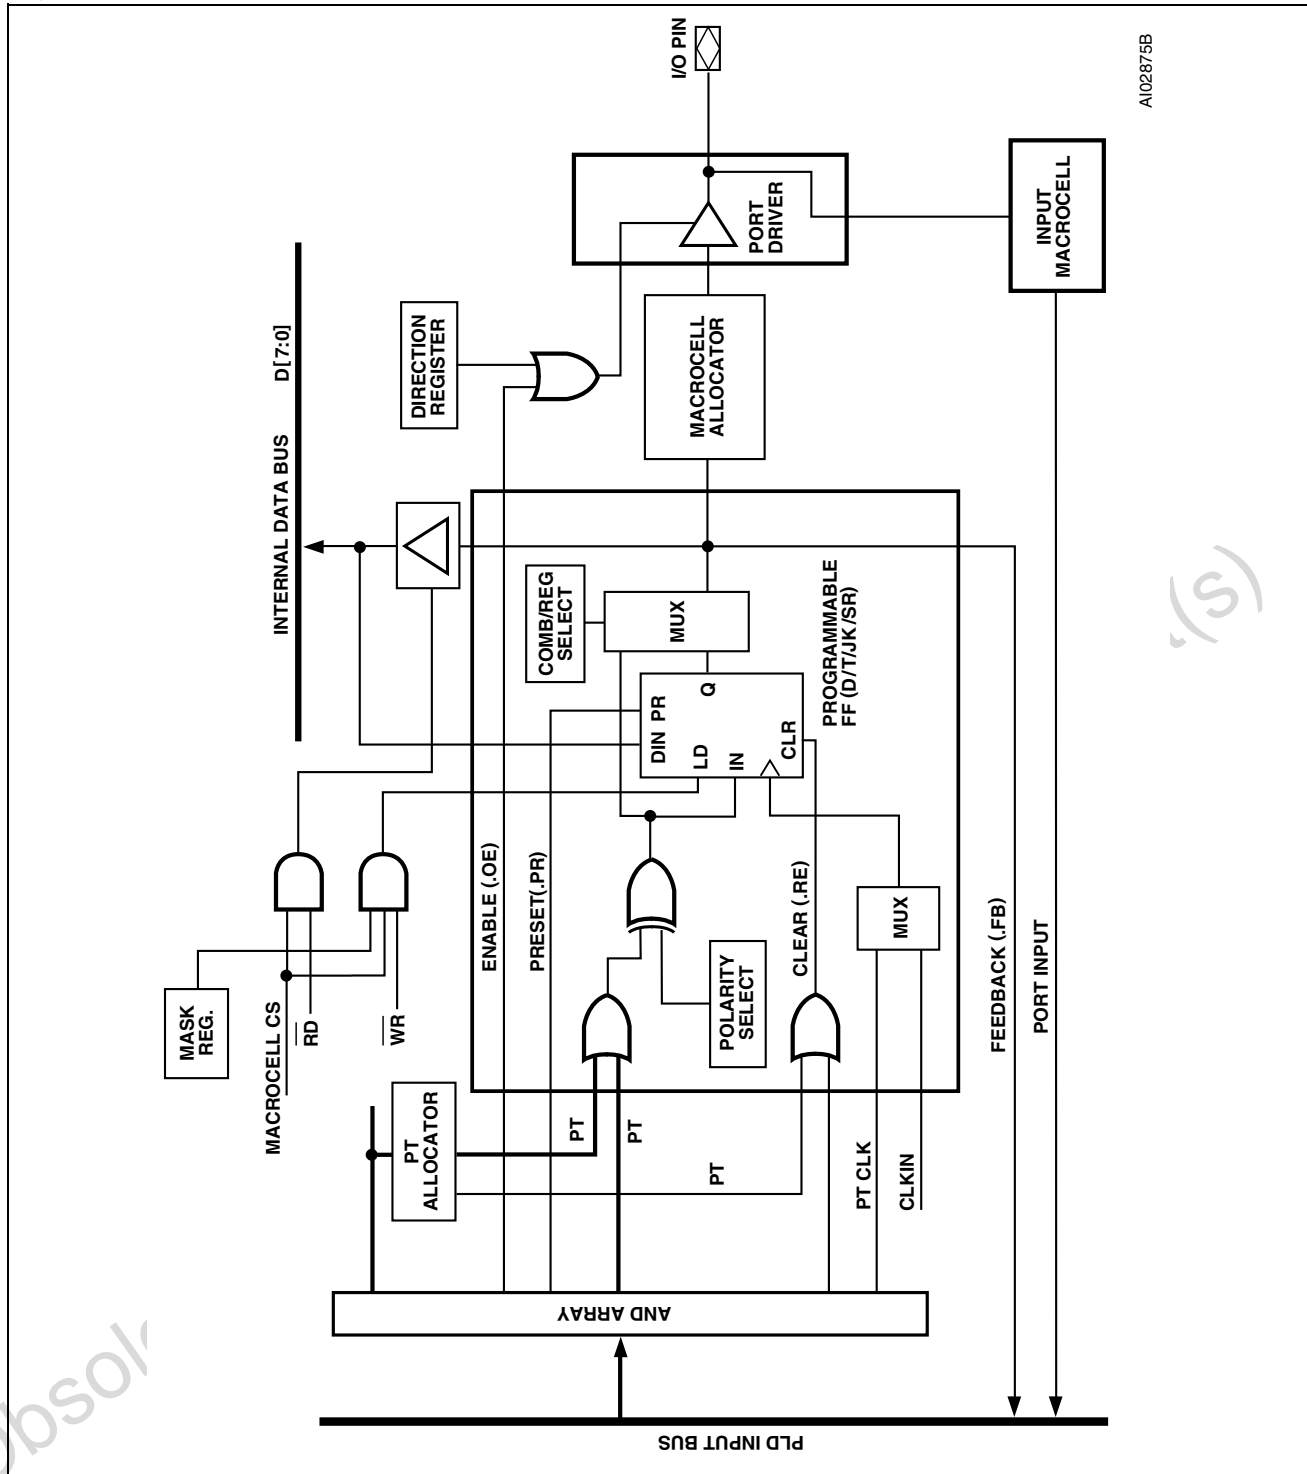 AI02875B
I/O PIN
PORT
DRIVER
INPUT
MACROCELL
INTERNAL DATA BUS D[7:0]
DIRECTION
REGISTER
MACROCELL
ALLOCATOR
COMB/REG
SELECT
MUX
PROGRAMMABLE
FF (D/T/JK/SR)
DIN PR
LD
Q
IN
CLR
ENABLE (.OE)
PRESET(.PR)
CLEAR (.RE)
MUX
POLARITY
SELECT
FEEDBACK (.FB)
PORT INPUT
MASK
REG.
MACROCELL CS
RD
WR
PT
ALLOCATOR
PT
PT
PT
PT CLK
CLKIN
AND ARRAY
PLD INPUT BUS
(s)